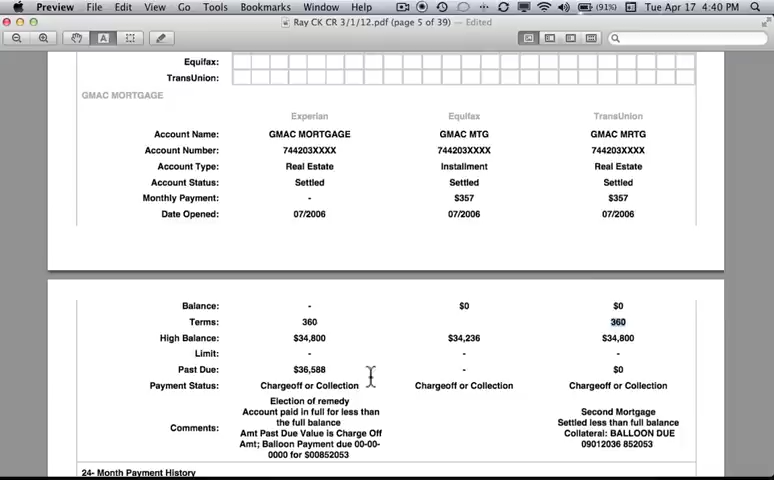 Preview File Edit View Go Tools Bookmarks Window Help (91%) Tue Apr 17 4:40 PM
Ray CK CR 3/1/12.pdf (page 5 of 39) — Edited
A
Equifax:
TransUnion:
GMAC MORTGAGE
Experian Equifax TransUnion
Account Name: GMAC MORTGAGE GMAC MTG GMAC MRTG
Account Number: 744203XXXX 744203XXXX 744203XXXX
Account Type: Real Estate Installment Real Estate
Account Status: Settled Settled Settled
Monthly Payment: - $357 $357
Date Opened: 07/2006 07/2006 07/2006
Balance: - $0 $0
Terms: 360 360
High Balance: $34,800 $34,236 $34,800
Limit: - - -
Past Due: $36,588 - $0
Payment Status: Chargeoff or Collection Chargeoff or Collection Chargeoff or Collection
Comments:
Election of remedy
Account paid in full for less than
the full balance
Amt Past Due Value is Charge Off
Amt; Balloon Payment due 00-00-
0000 for $00852053
Second Mortgage
Settled less than full balance
Collateral: BALLOON DUE
09012036 852053
24- Month Payment History